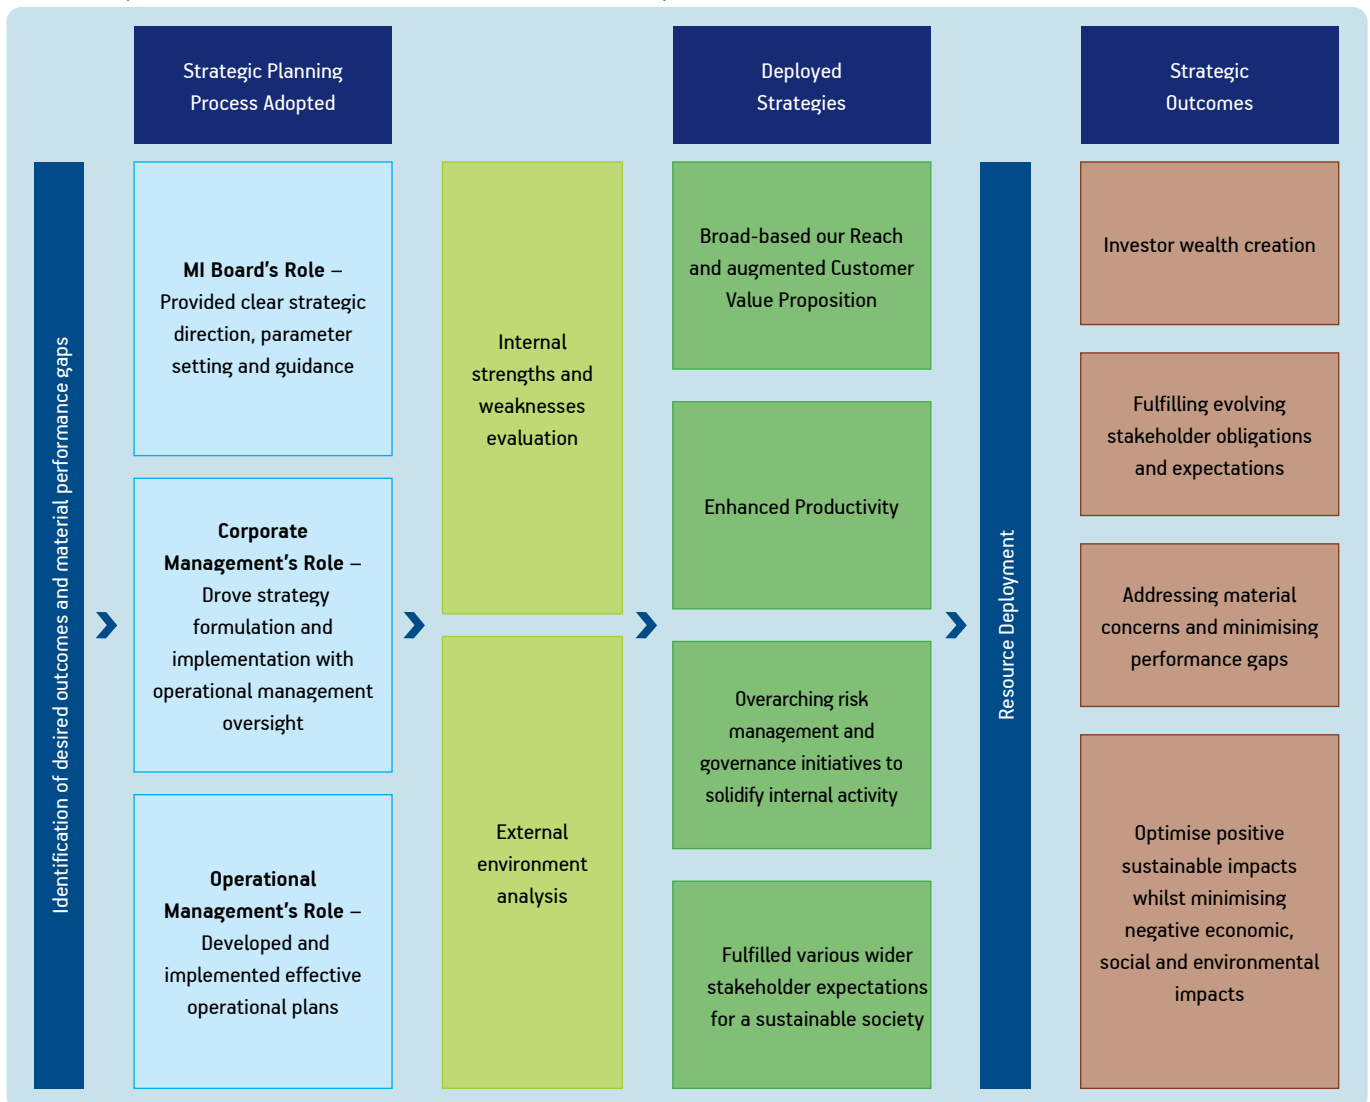 Strategic Planning
Process Adopted
Deployed
Strategies
Strategic
Outcomes
Identification of desired outcomes and material performance gaps
MI Board's Role –
Provided clear strategic
direction, parameter
setting and guidance
Corporate
Management's Role –
Drove strategy
formulation and
implementation with
operational management
oversight
Operational
Management's Role –
Developed and
implemented effective
operational plans
Internal
strengths and
weaknesses
evaluation
External
environment
analysis
Broad-based our Reach
and augmented Customer
Value Proposition
Enhanced Productivity
Overarching risk
management and
governance initiatives to
solidify internal activity
Fulfilled various wider
stakeholder expectations
for a sustainable society
Resource Deployment
Investor wealth creation
Fulfilling evolving
stakeholder obligations
and expectations
Addressing material
concerns and minimising
performance gaps
Optimise positive
sustainable impacts
whilst minimising
negative economic,
social and environmental
impacts